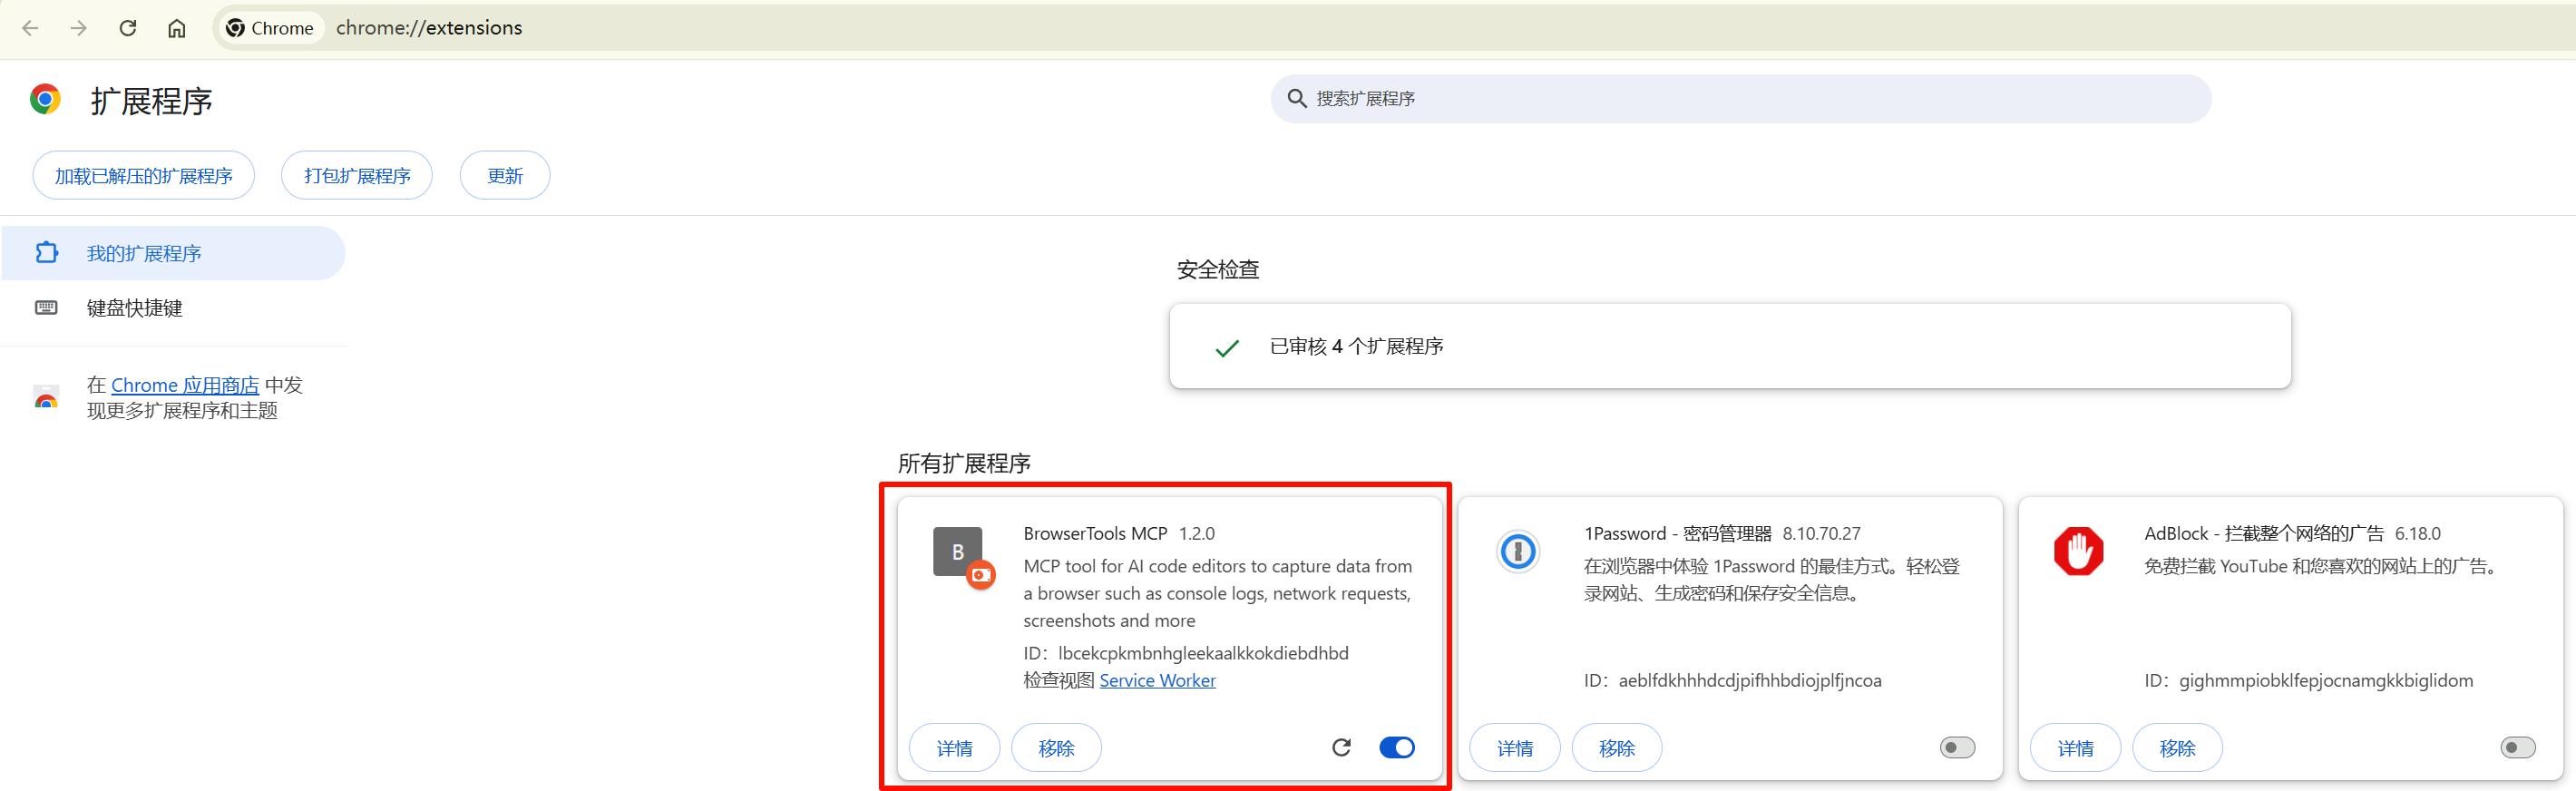 Chrome
chrome://extensions
扩展程序
搜索扩展程序
加载已解压的扩展程序
打包扩展程序
更新
我的扩展程序
键盘快捷键
在 Chrome 应用商店 中发
现更多扩展程序和主题
安全检查
已审核 4 个扩展程序
所有扩展程序
B
BrowserTools MCP 1.2.0
MCP tool for AI code editors to capture data from
a browser such as console logs, network requests,
screenshots and more
ID：lbcekcpkmbnhgleekaalkkokdiebdhbd
检查视图 Service Worker
详情
移除
1Password - 密码管理器 8.10.70.27
在浏览器中体验 1Password 的最佳方式。轻松登
录网站、生成密码和保存安全信息。
ID：aeblfdkhhhdcdjpifhhbdiojplfjncoa
详情
移除
AdBlock - 拦截整个网络的广告 6.18.0
免费拦截 YouTube 和您喜欢的网站上的广告。
ID：gighmmpiobklfepjocnamgkkbiglidom
详情
移除